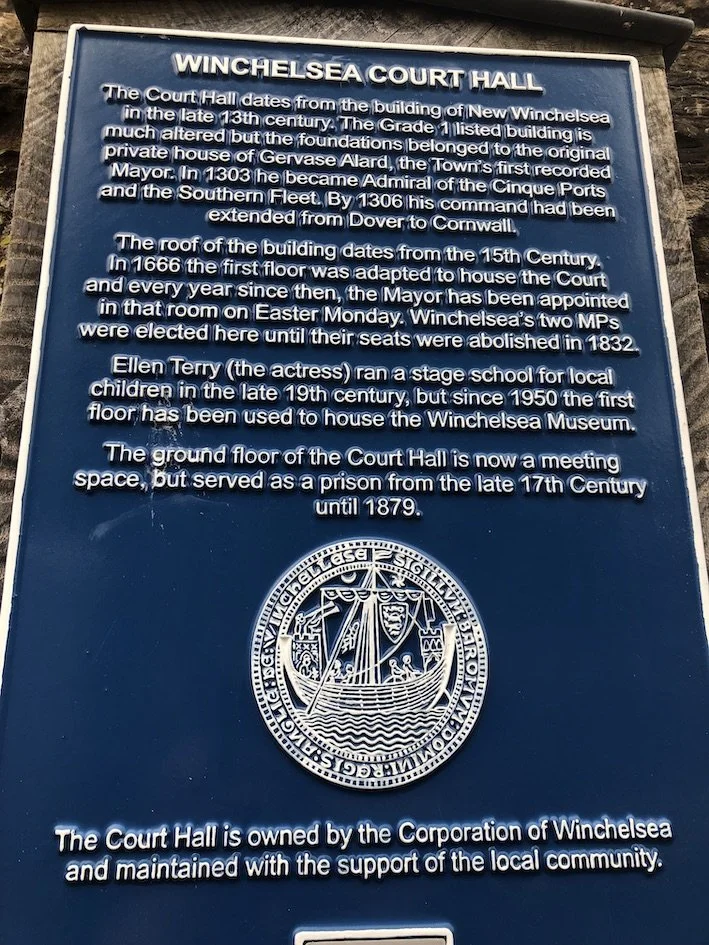 WINCHELSEA COURT HALL
The Court Hall dates from the building of New Winchelsea
in the late 13th century. The Grade 1 listed building is
much altered but the foundations belonged to the original
private house of Gervase Alard, the Town's first recorded
Mayor. In 1303 he became Admiral of the Cinque Ports
and the Southern Fleet. By 1306 his command had been
extended from Dover to Cornwall.
The roof of the building dates from the 15th Century.
In 1666 the first floor was adapted to house the Court
and every year since then, the Mayor has been appointed
in that room on Easter Monday. Winchelsea's two MPs
were elected here until their seats were abolished in 1832.
Ellen Terry (the actress) ran a stage school for local
children in the late 19th century, but since 1950 the first
floor has been used to house the Winchelsea Museum.
The ground floor of the Court Hall is now a meeting
space, but served as a prison from the late 17th Century
until 1879.
SIGILLVM:BAROMVM:DOMINI:REGIS:ANGLIE:DE:WINCHELLESE
The Court Hall is owned by the Corporation of Winchelsea
and maintained with the support of the local community.